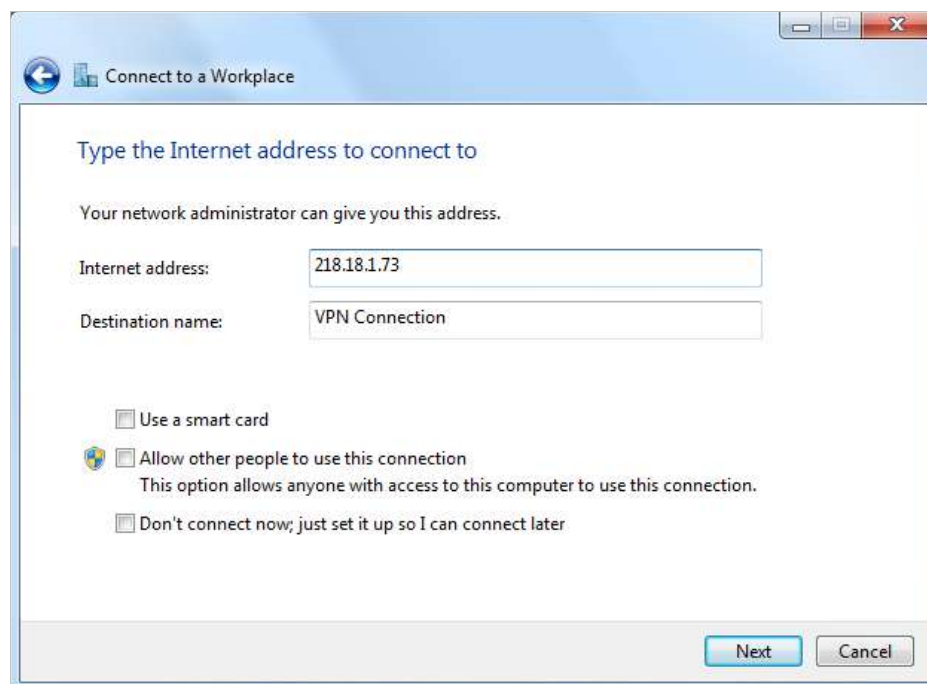 Connect to a Workplace
Type the Internet address to connect to
Your network administrator can give you this address.
Internet address: 218.18.1.73
Destination name: VPN Connection
Use a smart card
Allow other people to use this connection
This option allows anyone with access to this computer to use this connection.
Don't connect now; just set it up so I can connect later
Next Cancel